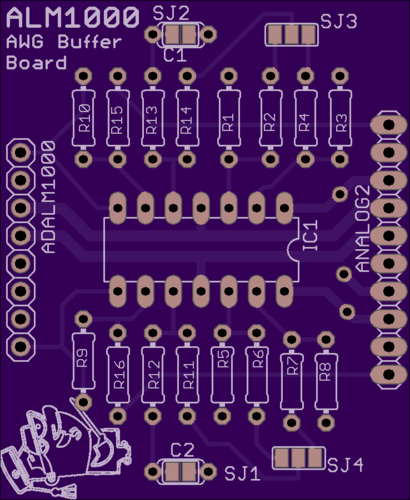 ALM1000
AWG Buffer
Board
SJ2
C1
SJ3
R10
R15
R13
R14
R1
R2
R4
R3
ADALM1000
IC1
ANALOG2
R9
R16
R12
R11
R5
R6
R7
R8
C2
SJ1
SJ4